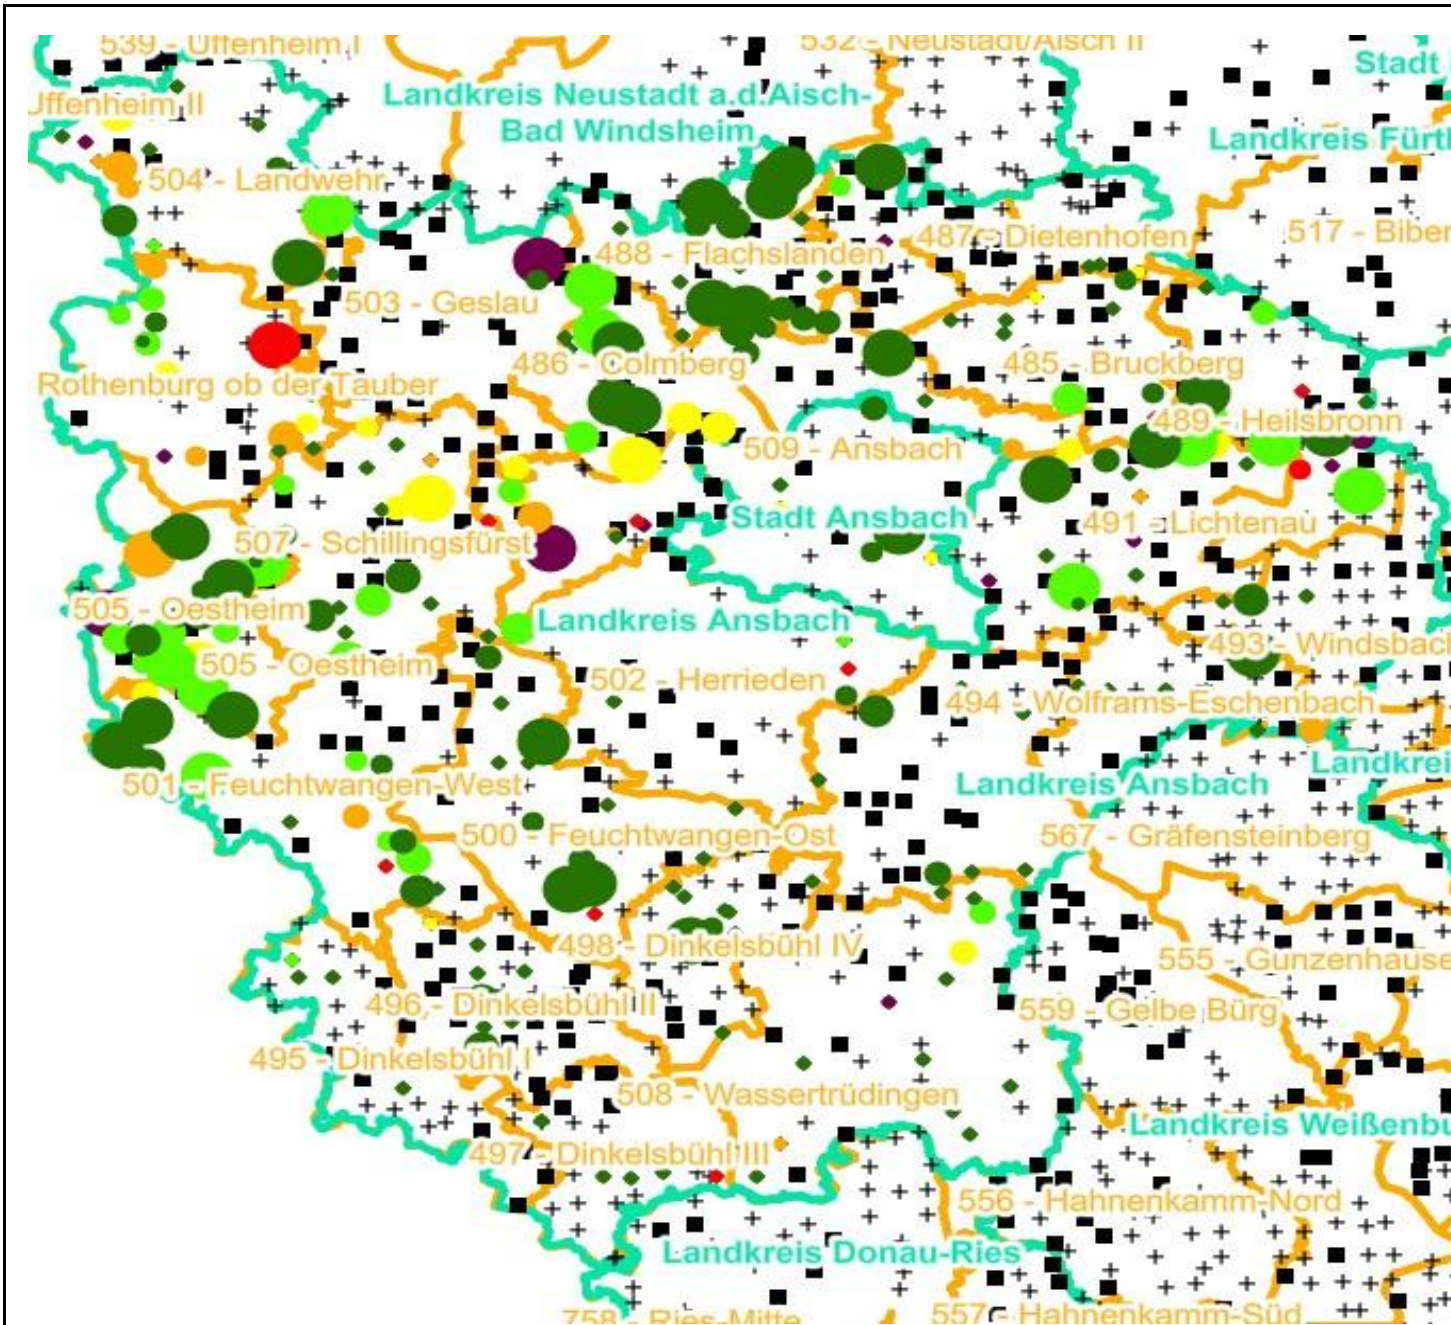 539 - Uffenheim I
532 - Neustadt/Aisch II
Stadt
Uffenheim II
Landkreis Neustadt a.d.Aisch-
Bad Windsheim
Landkreis Fürt
504 - Landwehr
488 - Flachslanden
487 - Dietenhofen
517 - Biber
503 - Geslau
486 - Colmberg
485 - Bruckberg
Rothenburg ob der Tauber
509 - Ansbach
489 - Heilsbronn
507 - Schillingsfürst
Stadt Ansbach
491 - Lichtenau
505 - Oestheim
Landkreis Ansbach
493 - Windsbach
505 - Oestheim
502 - Herrieden
494 - Wolframs-Eschenbach
501 - Feuchtwangen-West
Landkreis Ansbach
Landkrei
500 - Feuchtwangen-Ost
567 - Gräfensteinberg
498 - Dinkelsbühl IV
555 - Gunzenhause
496 - Dinkelsbühl II
559 - Gelbe Bürg
495 - Dinkelsbühl I
508 - Wassertrüdingen
Landkreis Weißenbu
497 - Dinkelsbühl III
556 - Hahnenkamm-Nord
Landkreis Donau-Ries
758 - Ries-Mitte
557 - Hahnenkamm-Süd